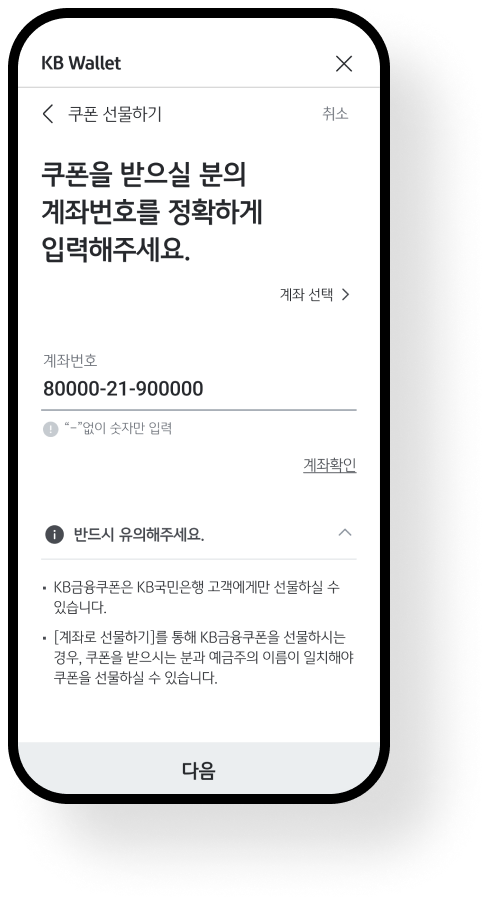 KB Wallet
쿠폰 선물하기 취소
쿠폰을 받으실 분의
계좌번호를 정확하게
입력해주세요.
계좌 선택
계좌번호
80000-21-900000
“-”없이 숫자만 입력
계좌확인
반드시 유의해주세요.
• KB금융쿠폰은 KB국민은행 고객에게만 선물하실 수
있습니다.
• [계좌로 선물하기]를 통해 KB금융쿠폰을 선물하시는
경우, 쿠폰을 받으시는 분과 예금주의 이름이 일치해야
쿠폰을 선물하실 수 있습니다.
다음